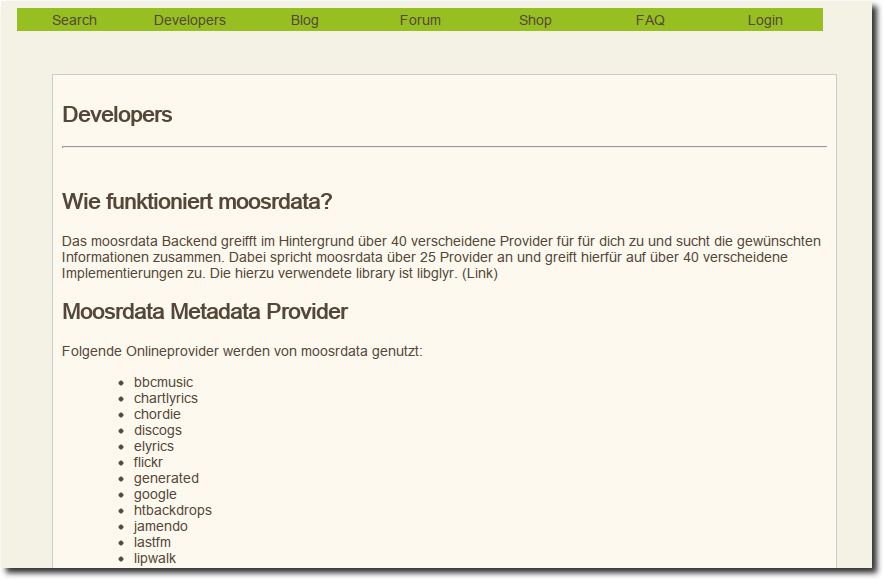 Search Developers Blog Forum Shop FAQ Login
Developers
Wie funktioniert moosrdata?
Das moosrdata Backend greifft im Hintergrund über 40 verscheidene Provider für für dich zu und sucht die gewünschten
Informationen zusammen. Dabei spricht moosrdata über 25 Provider an und greift hierfür auf über 40 verscheidene
Implementierungen zu. Die hierzu verwendete library ist libglyr. (Link)
Moosrdata Metadata Provider
Folgende Onlineprovider werden von moosrdata genutzt:
• bbcmusic
• chartlyrics
• chordie
• discogs
• elyrics
• flickr
• generated
• google
• htbackdrops
• jamendo
• lastfm
• lipwalk